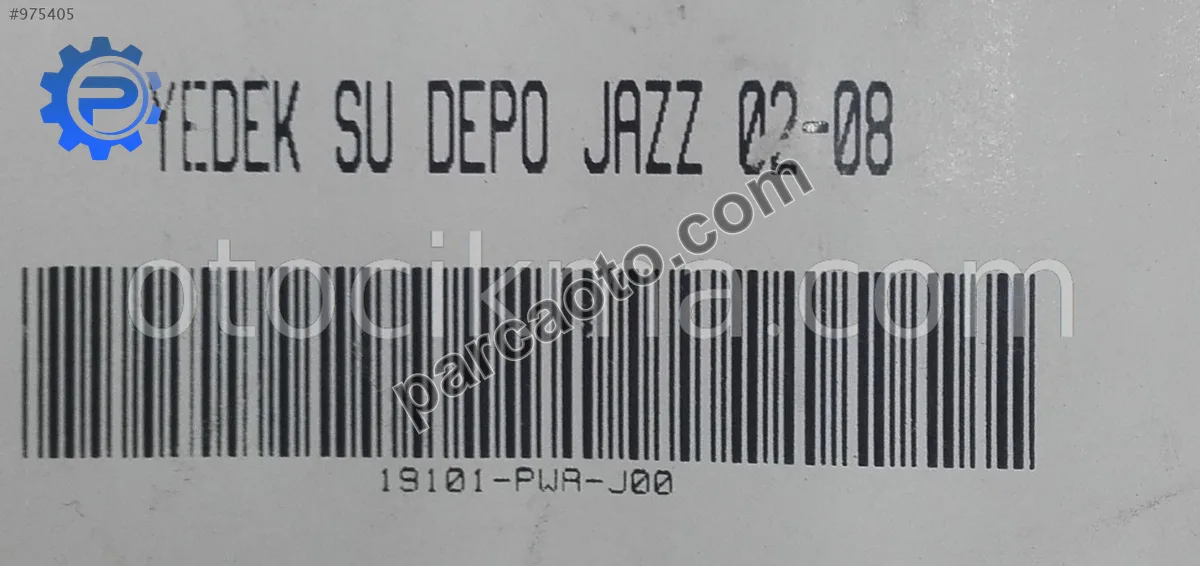 #975405
YEDEK SU DEPO JAZZ 02-08
otocikma.com
parcaoto.com
19101-PWA-J00